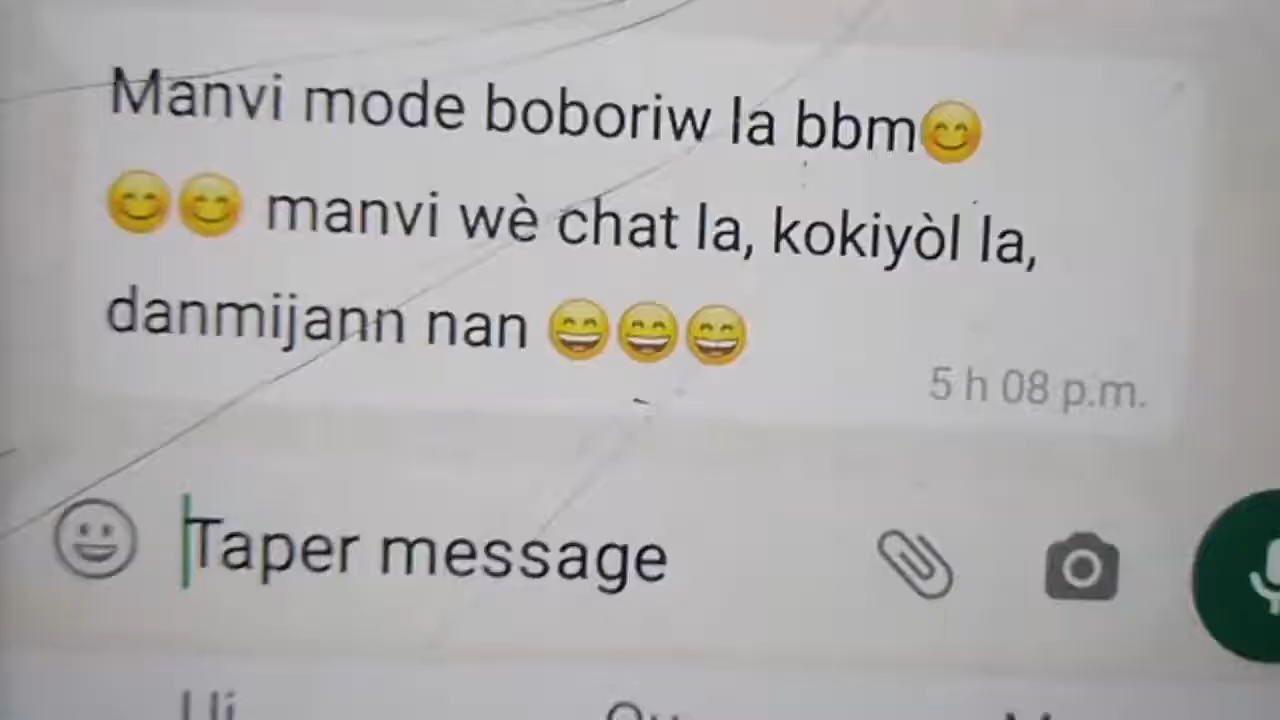 Manvi mode boboriw la bbm😊
😊😊 manvi wè chat la, kokiyòl la,
danmijann nan 😄😄😄
5 h 08 p.m.
Taper message